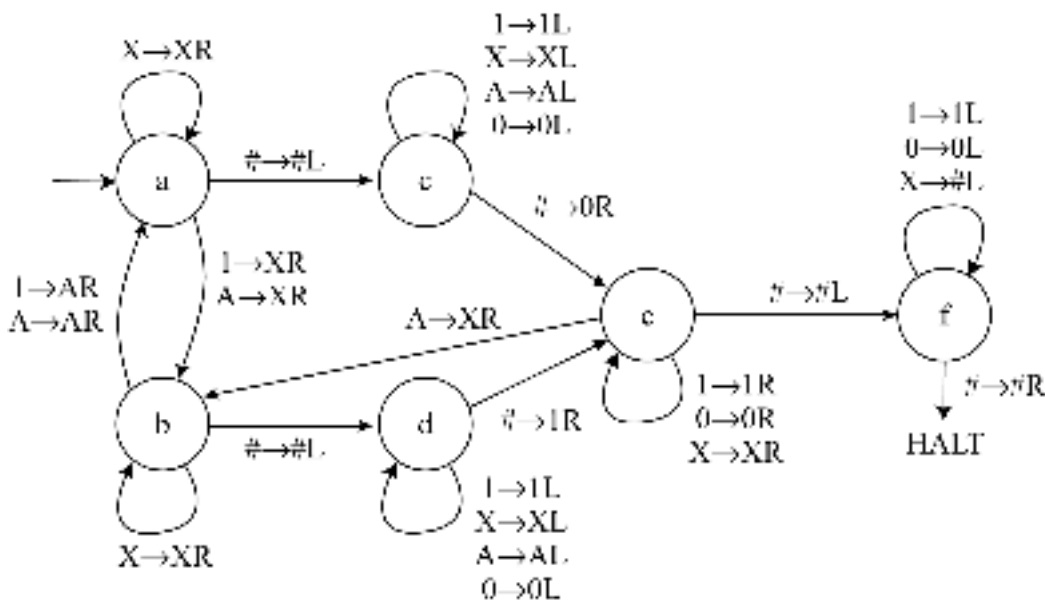 X→XR
1→1L
X→XL
A→AL
0→0L
1→1L
0→0L
X→#L
a
#→#L
c
#→0R
1→AR
A→AR
1→XR
A→XR
A→XR
e
#→#L
f
b
#→#L
d
#→1R
1→1R
0→0R
X→XR
#→#R
HALT
X→XR
1→1L
X→XL
A→AL
0→0L